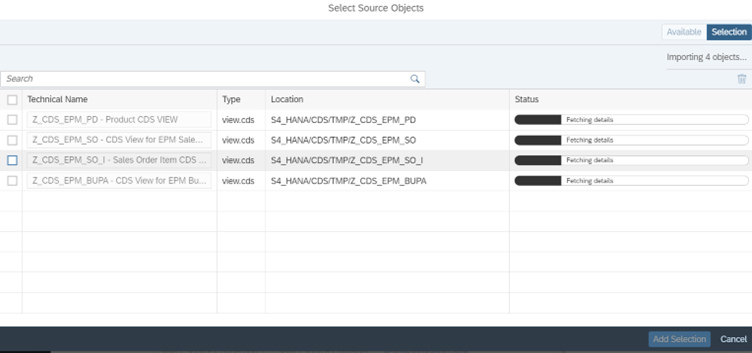 Select Source Objects
Available Selection
Importing 4 objects...
Search
Technical Name Type Location Status
Z_CDS_EPM_PD - Product CDS VIEW view.cds S4_HANA/CDS/TMP/Z_CDS_EPM_PD Fetching details
Z_CDS_EPM_SO - CDS View for EPM Sale... view.cds S4_HANA/CDS/TMP/Z_CDS_EPM_SO Fetching details
Z_CDS_EPM_SO_I - Sales Order Item CDS ... view.cds S4_HANA/CDS/TMP/Z_CDS_EPM_SO_I Fetching details
Z_CDS_EPM_BUPA - CDS View for EPM Bu... view.cds S4_HANA/CDS/TMP/Z_CDS_EPM_BUPA Fetching details
Add Selection Cancel